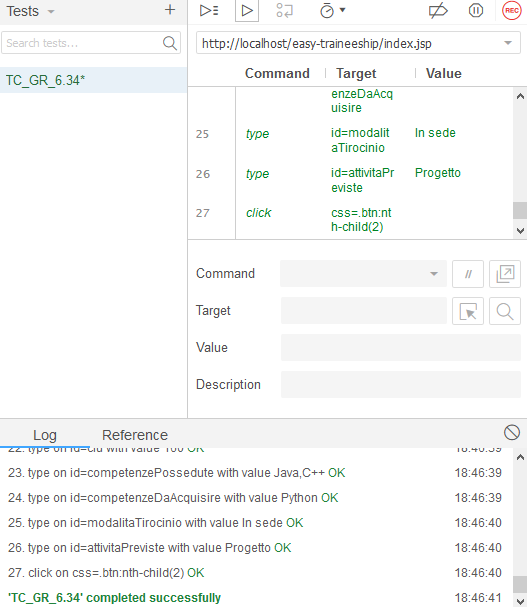 Tests
+
REC
Search tests...
http://localhost/easy-traineeship/index.jsp
TC_GR_6.34*
Command Target Value
enzeDaAcquisire
25 type id=modalitaTirocinio In sede
26 type id=attivitaPreviste Progetto
27 click css=.btn:nth-child(2)
Command
//
Target
Value
Description
Log Reference
22. type on id=cfu with value 100 OK 18:46:39
23. type on id=competenzePossedute with value Java,C++ OK 18:46:39
24. type on id=competenzeDaAcquisire with value Python OK 18:46:39
25. type on id=modalitaTirocinio with value In sede OK 18:46:40
26. type on id=attivitaPreviste with value Progetto OK 18:46:40
27. click on css=.btn:nth-child(2) OK 18:46:40
'TC_GR_6.34' completed successfully 18:46:41